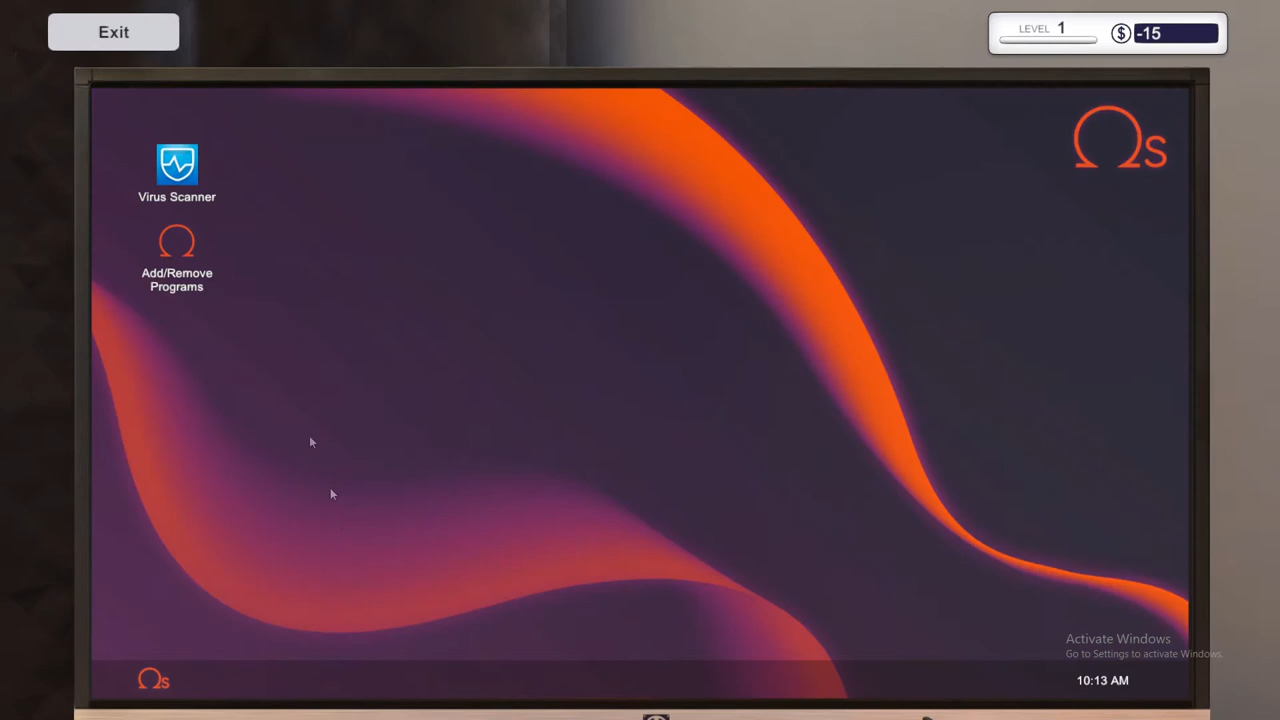 Exit
LEVEL 1
$ -15
Ωs
Virus Scanner
Add/Remove
Programs
Activate Windows
Go to Settings to activate Windows.
Ωs
10:13 AM